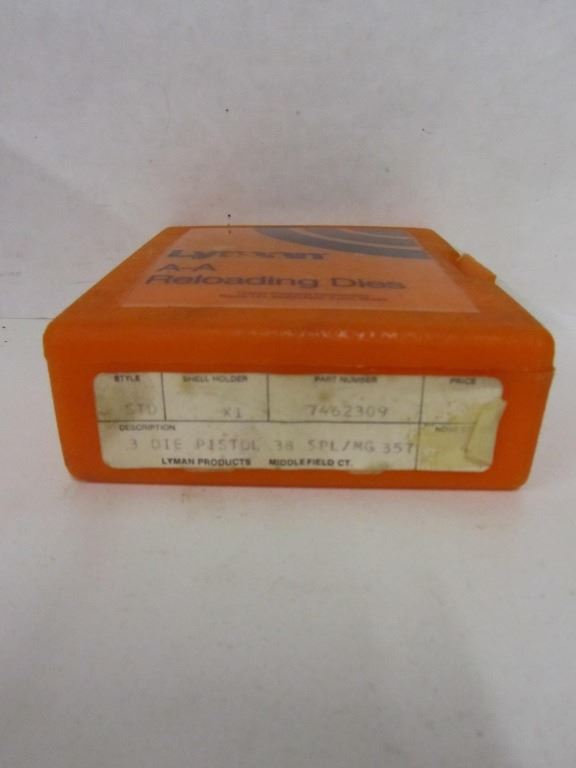 Lyman
A-A
Reloading Dies
STYLE SHELL HOLDER PART NUMBER PRICE
STD X1 7462309
DESCRIPTION
3 DIE PISTOL 38 SPL/MG 357
LYMAN PRODUCTS MIDDLEFIELD CT.